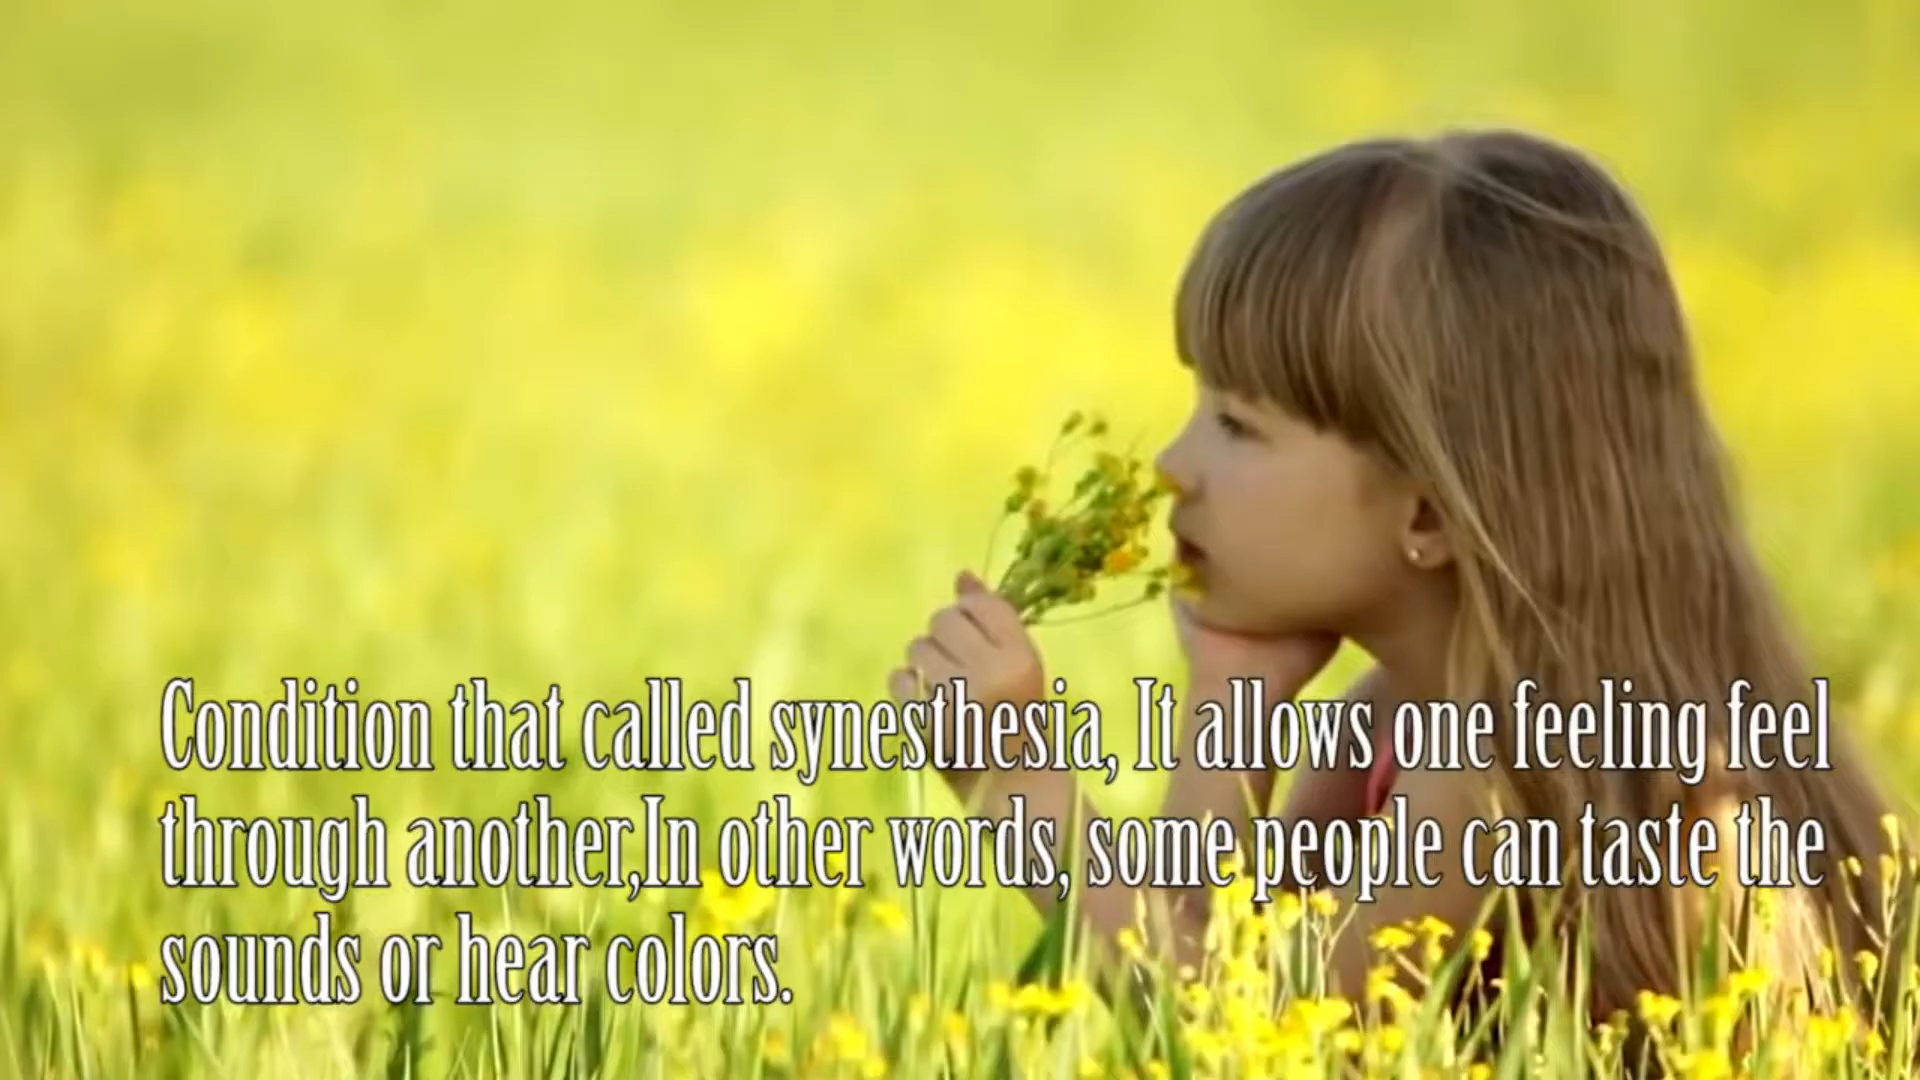 Condition that called synesthesia, It allows one feeling feel
through another,In other words, some people can taste the
sounds or hear colors.